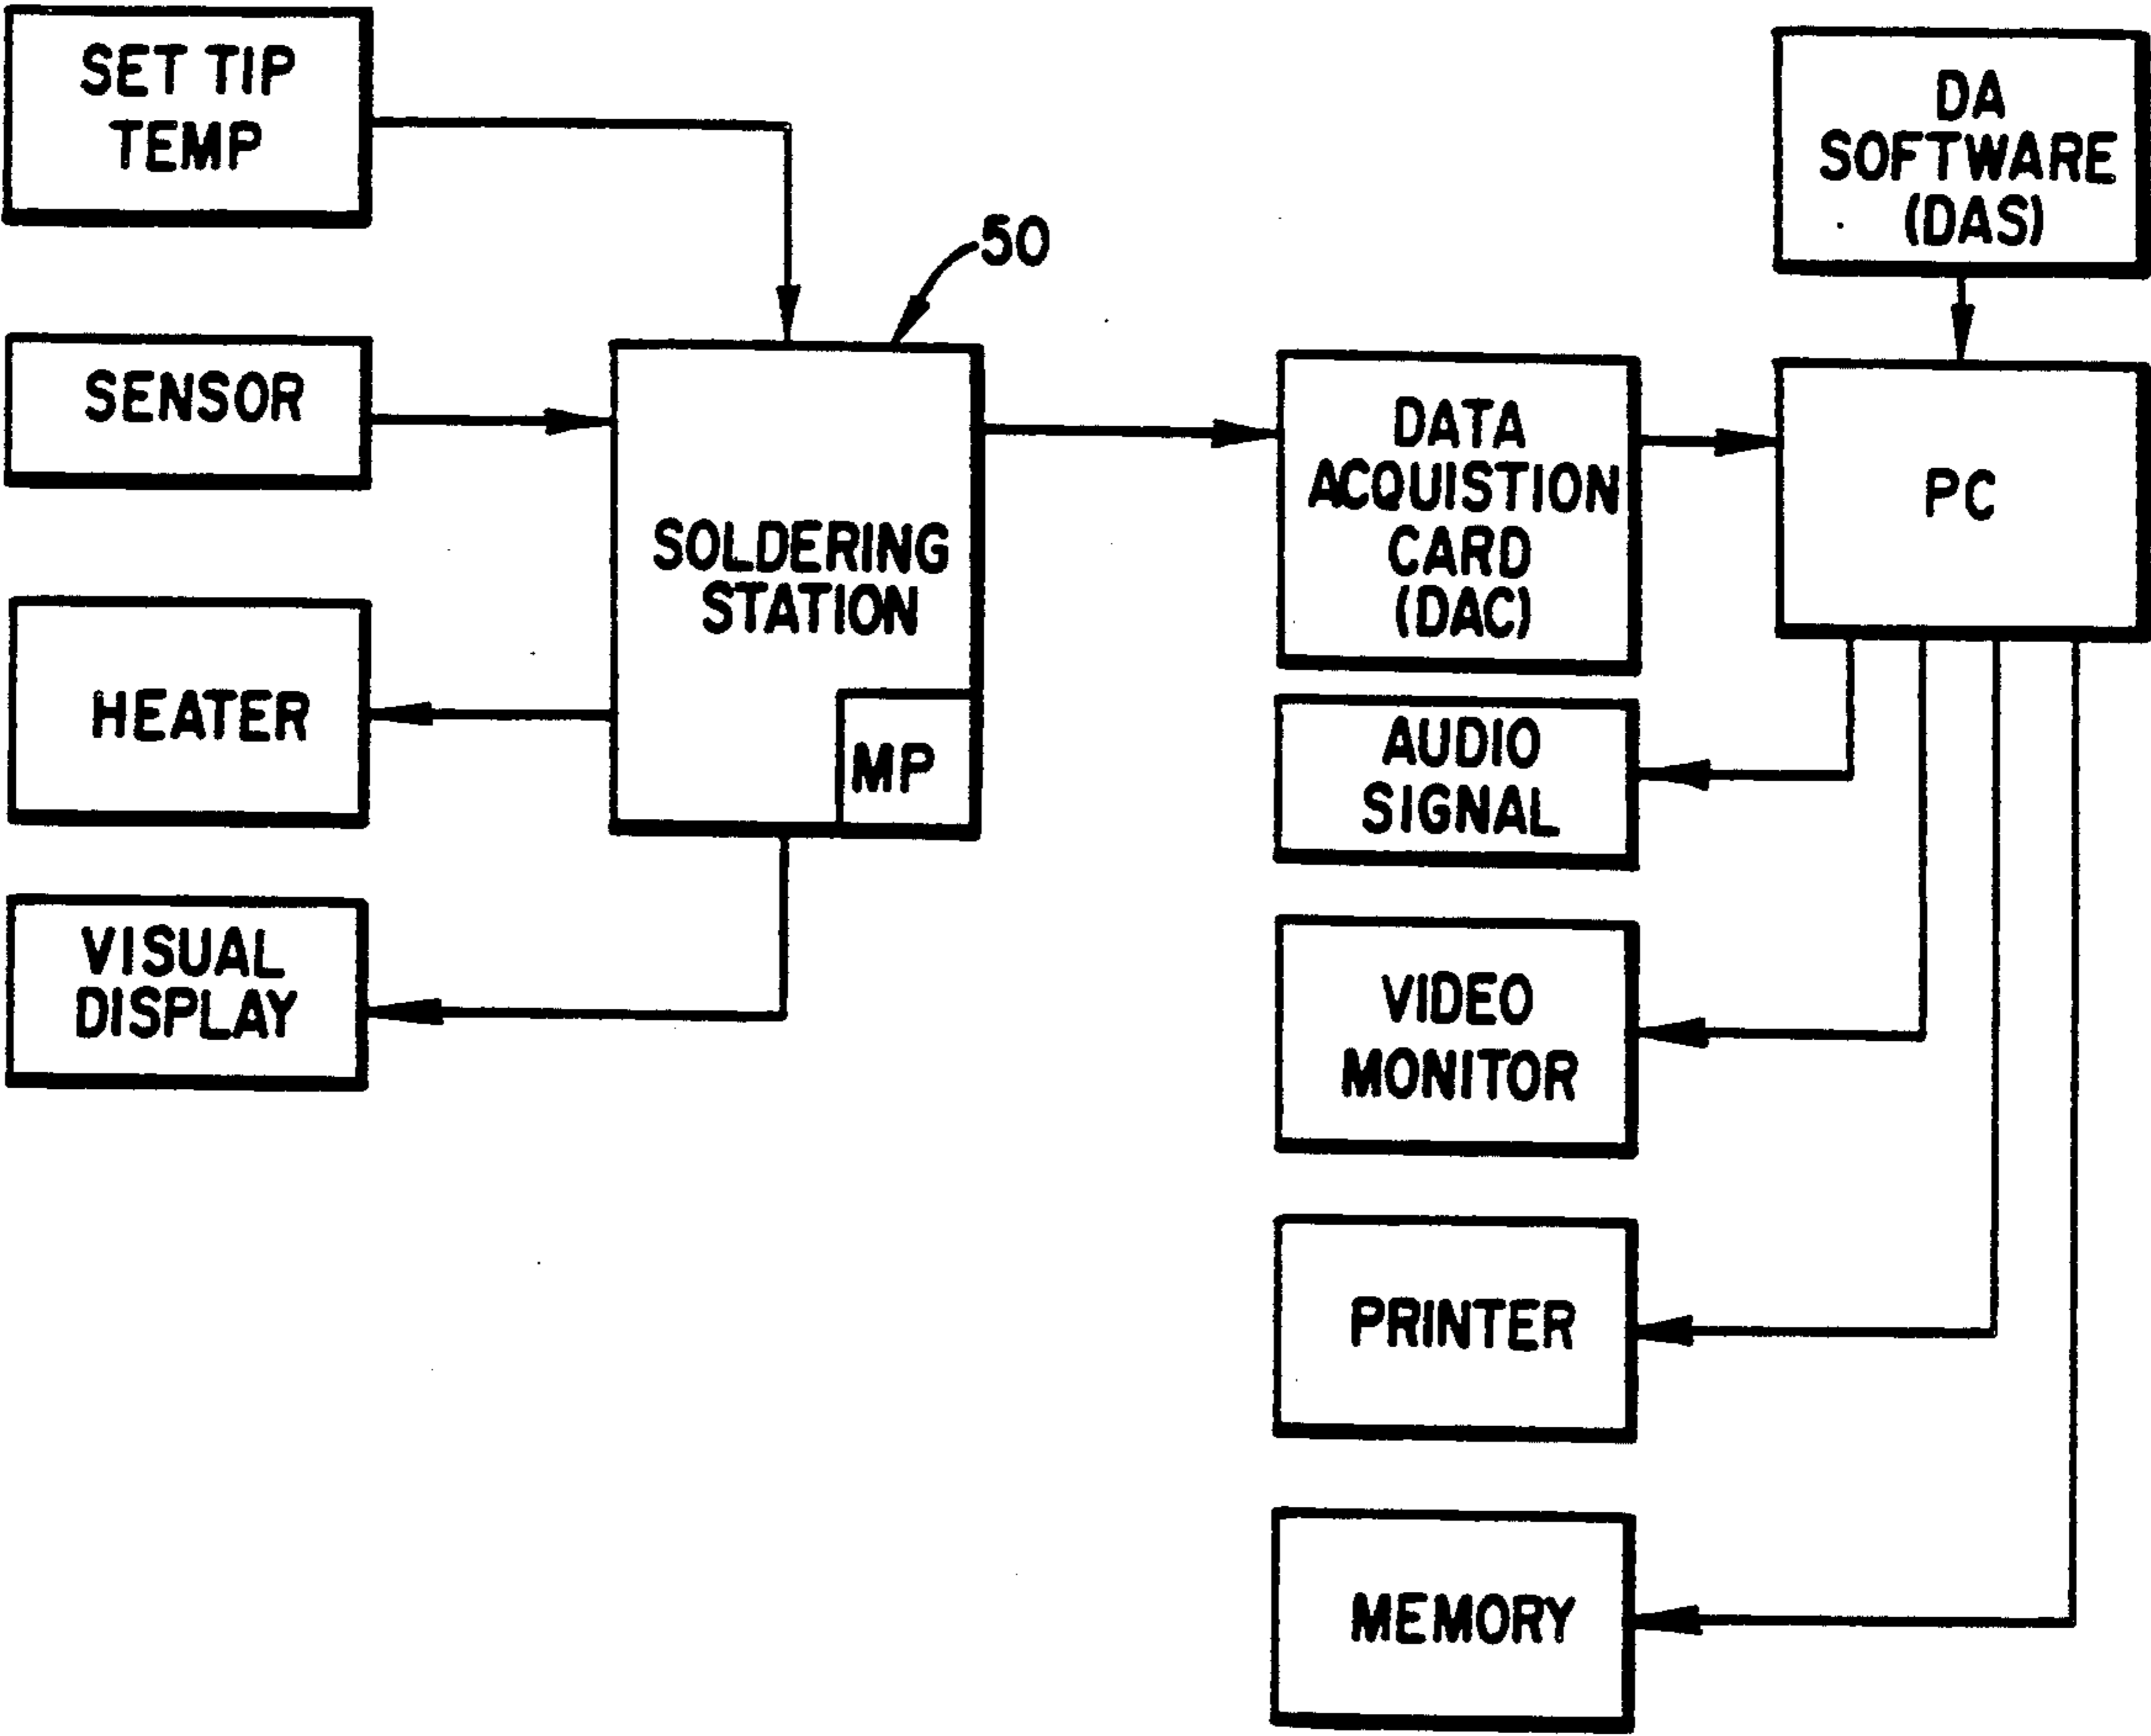 SET TIP
TEMP
DA
SOFTWARE
(DAS)
50
SENSOR
SOLDERING
STATION
MP
DATA
ACQUISTION
CARD
(DAC)
PC
HEATER
AUDIO
SIGNAL
VISUAL
DISPLAY
VIDEO
MONITOR
PRINTER
MEMORY